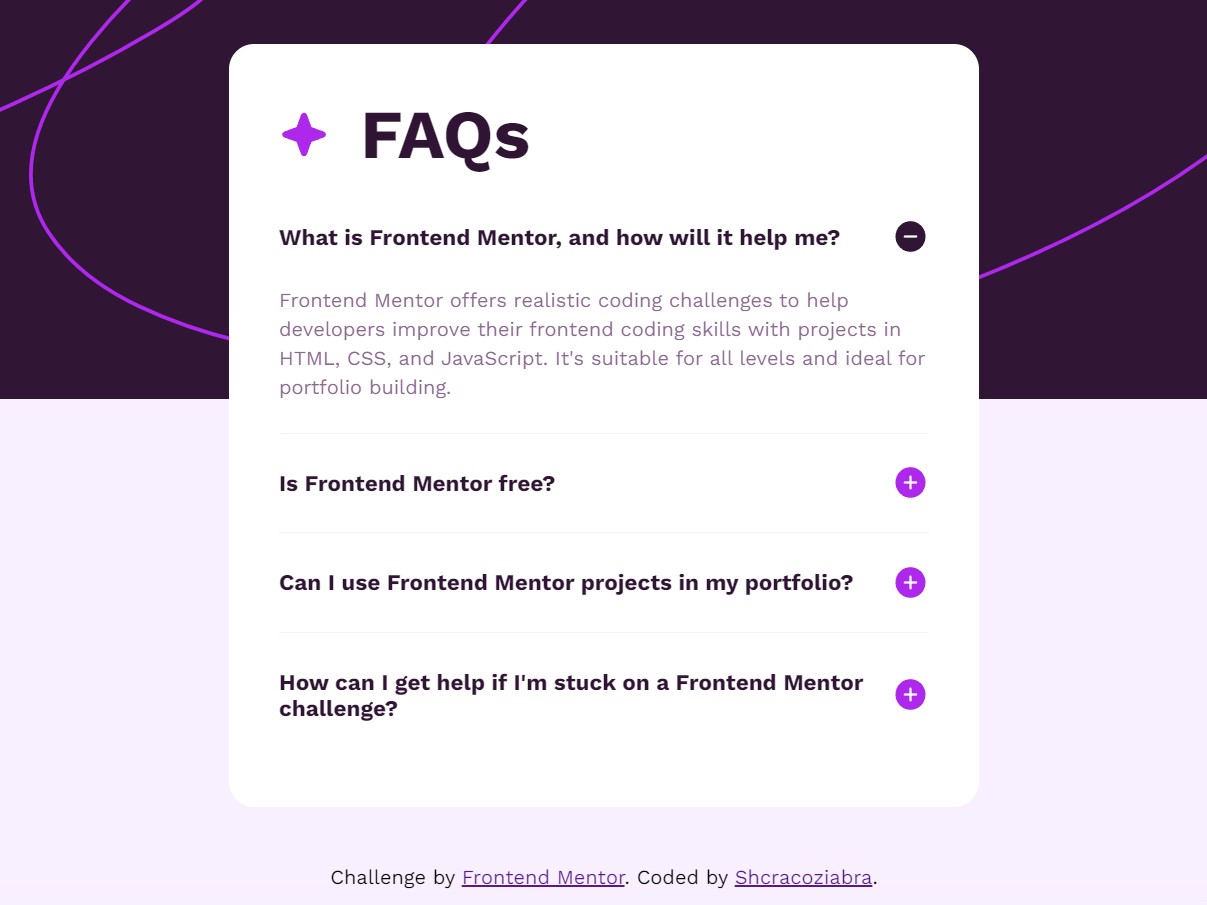 FAQs
What is Frontend Mentor, and how will it help me?
Frontend Mentor offers realistic coding challenges to help
developers improve their frontend coding skills with projects in
HTML, CSS, and JavaScript. It's suitable for all levels and ideal for
portfolio building.
Is Frontend Mentor free?
Can I use Frontend Mentor projects in my portfolio?
How can I get help if I'm stuck on a Frontend Mentor
challenge?
Challenge by Frontend Mentor. Coded by Shcracoziabra.